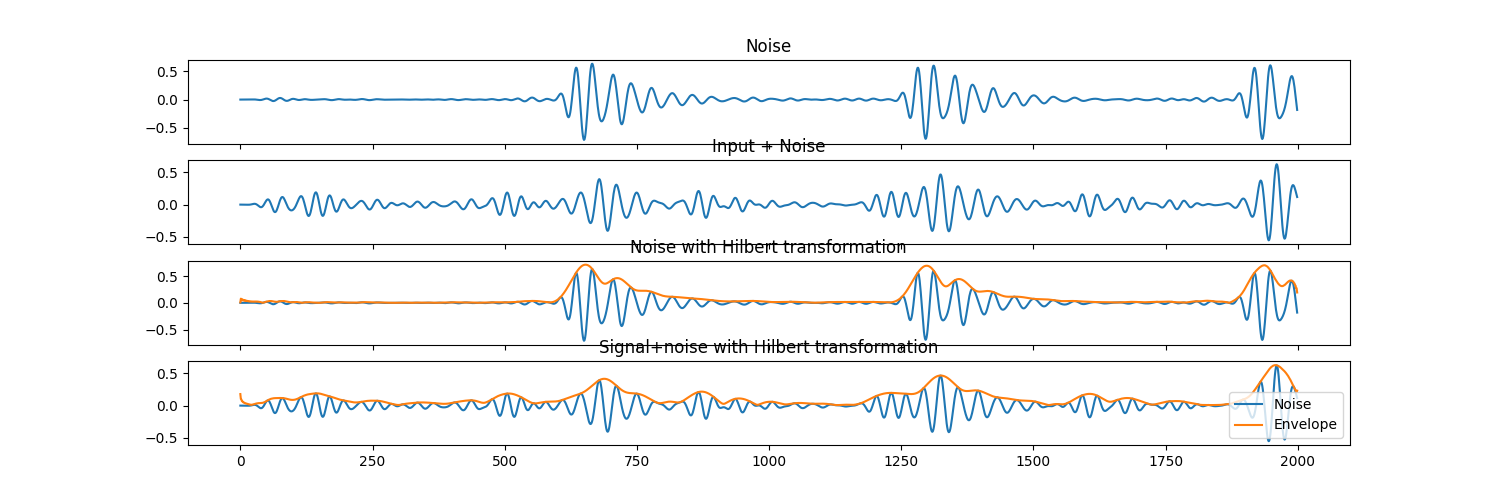 Noise
0.5
0.0
−0.5
Input + Noise
0.5
0.0
−0.5
Noise with Hilbert transformation
0.5
0.0
−0.5
Signal+noise with Hilbert transformation
0.5
0.0
−0.5
Noise
Envelope
0 250 500 750 1000 1250 1500 1750 2000